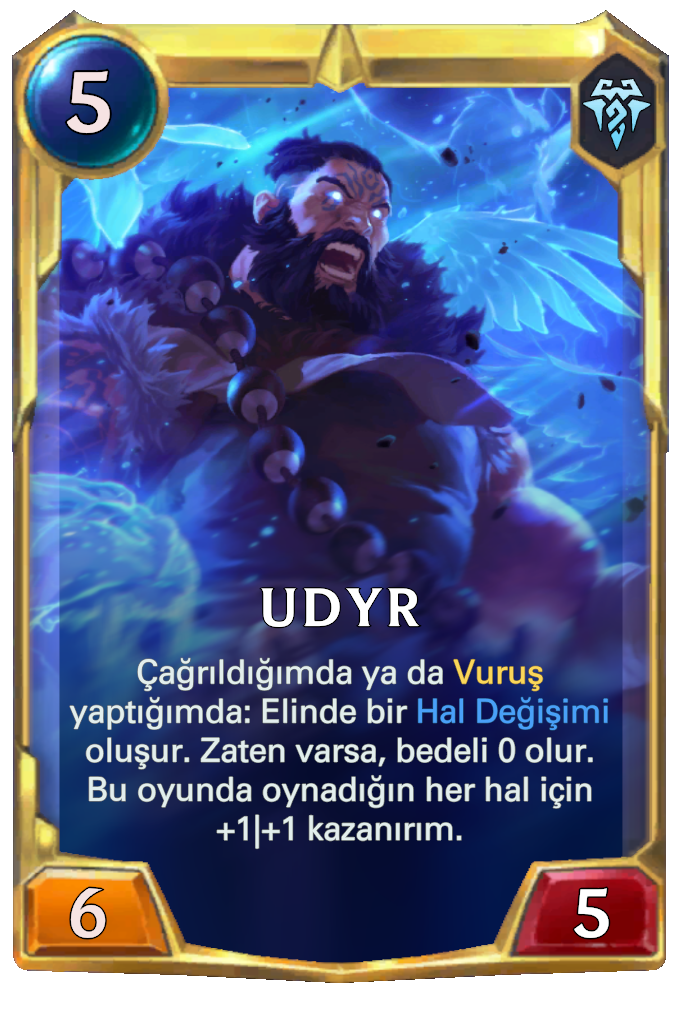 5
UDYR
Çağrıldığımda ya da Vuruş
yaptığımda: Elinde bir Hal Değişimi
oluşur. Zaten varsa, bedeli 0 olur.
Bu oyunda oynadığın her hal için
+1|+1 kazanırım.
6
5